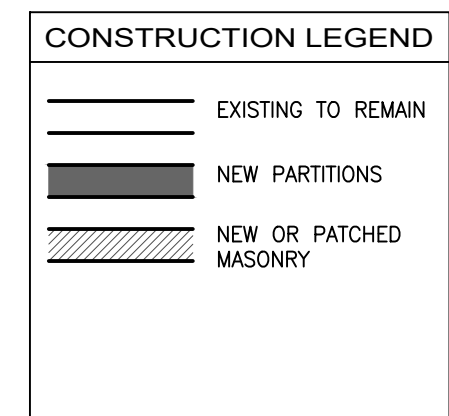 CONSTRUCTION LEGEND
EXISTING TO REMAIN
NEW PARTITIONS
NEW OR PATCHED
MASONRY